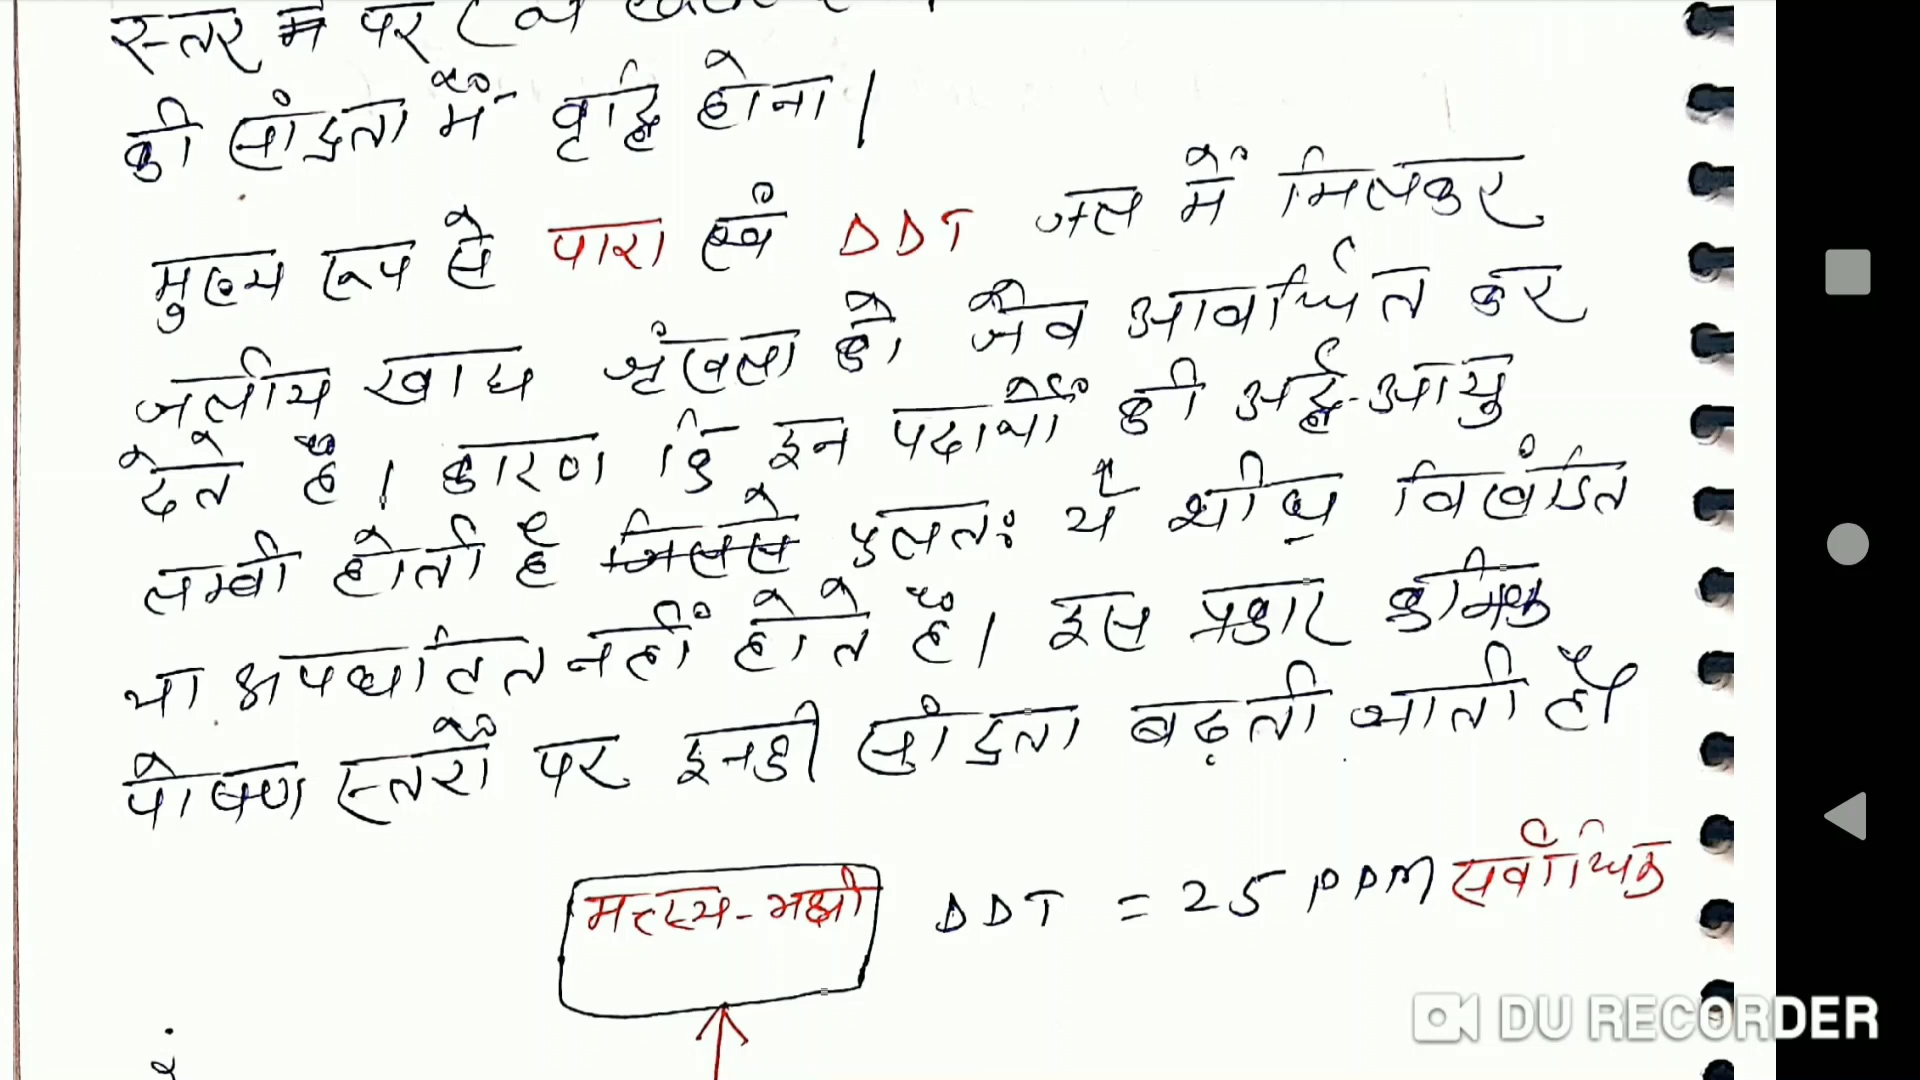 स्तर में पर
की सांद्रता में वृद्धि होना।
मुख्य रूप से पारा एवं DDT जल में मिलकर
जलीय खाद्य श्रृंखला को जैव आवर्धित कर
देते हैं। कारण कि इन पदार्थों की अर्द्ध-आयु
लम्बी होती है जिससे फलतः ये शीघ्र विखंडित
या अपघटित नहीं होते हैं। इस प्रकार क्रमिक
पोषण स्तरों पर इनकी सांद्रता बढ़ती जाती है।
मत्स्य-भक्षी DDT = 25 PPM सर्वाधिक
DU RECORDER